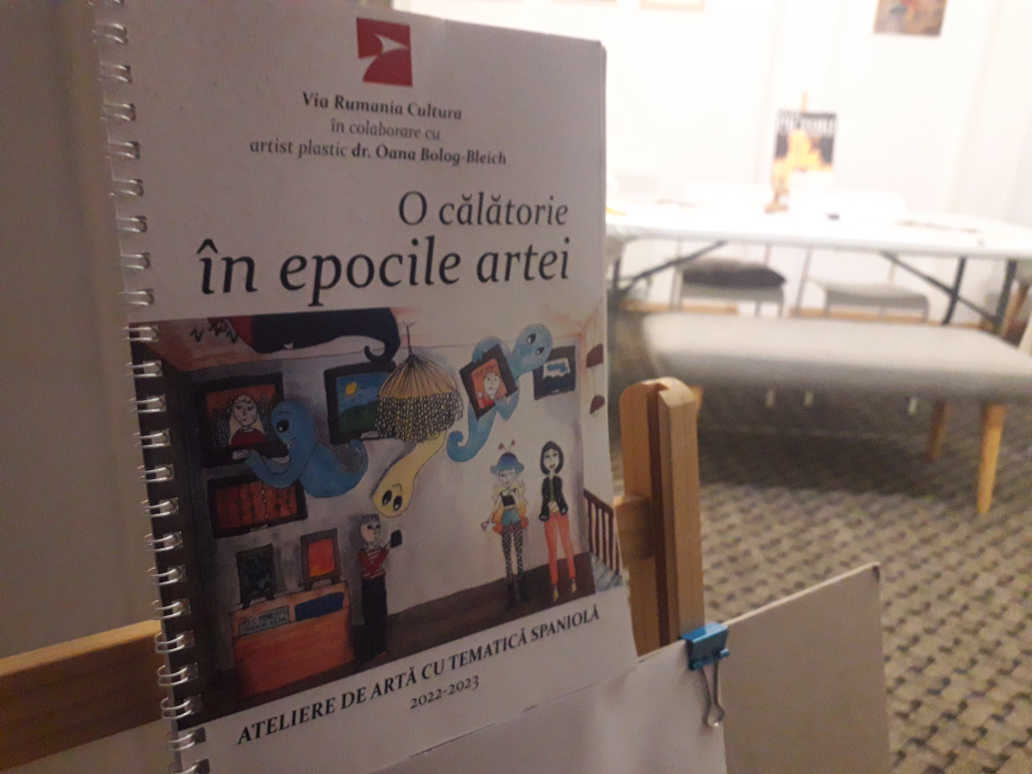 Via Rumania Cultura
în colaborare cu
artist plastic dr. Oana Bolog-Bleich
O călătorie
în epocile artei
ATELIERE DE ARTĂ CU TEMATICĂ SPANIOLĂ
2022-2023